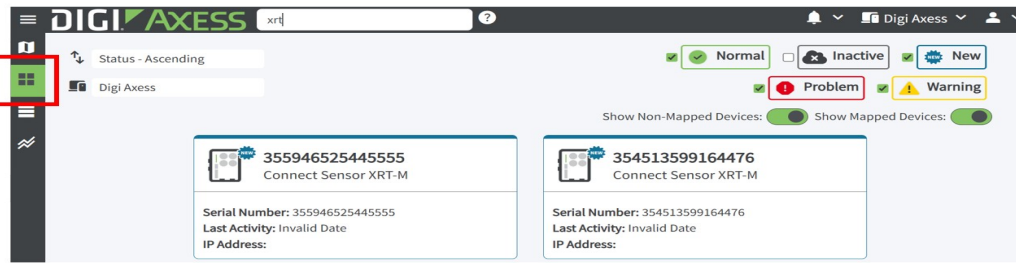 DIGI AXESS xrt ? Digi Axess
Status - Ascending Normal Inactive NEW New
Digi Axess Problem Warning
Show Non-Mapped Devices: Show Mapped Devices:
NEW 355946525445555 NEW 354513599164476
Connect Sensor XRT-M Connect Sensor XRT-M
Serial Number: 355946525445555 Serial Number: 354513599164476
Last Activity: Invalid Date Last Activity: Invalid Date
IP Address: IP Address: